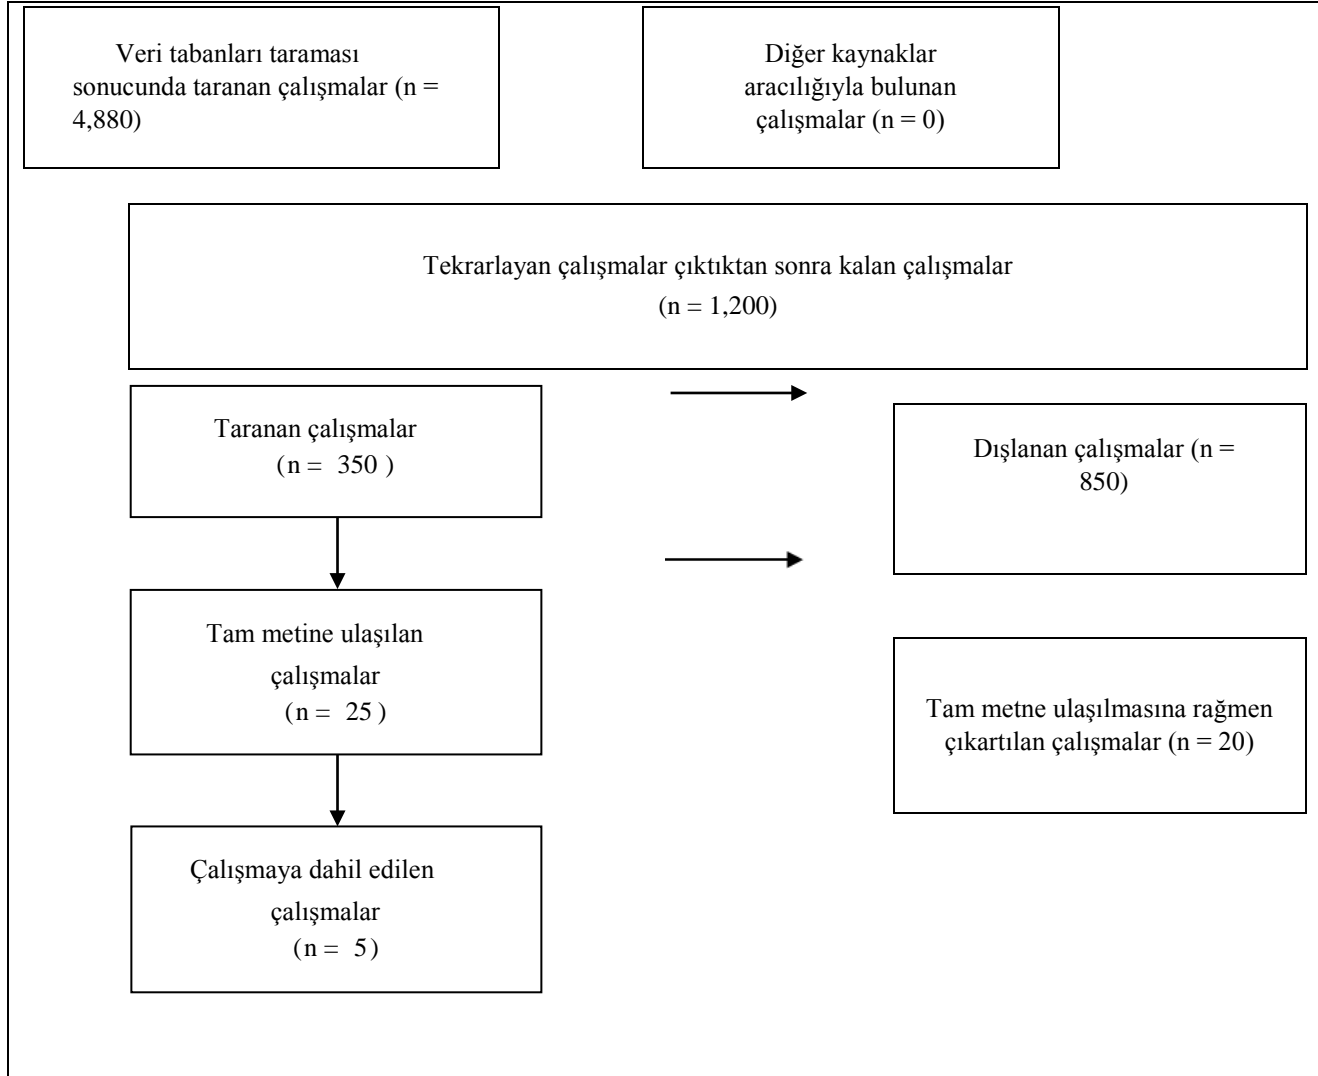 Veri tabanları taraması
sonucunda taranan çalışmalar (n =
4,880)
Diğer kaynaklar
aracılığıyla bulunan
çalışmalar (n = 0)
Tekrarlayan çalışmalar çıktıktan sonra kalan çalışmalar
(n = 1,200)
Taranan çalışmalar
(n = 350 )
Dışlanan çalışmalar (n =
850)
Tam metine ulaşılan
çalışmalar
(n = 25 )
Tam metne ulaşılmasına rağmen
çıkartılan çalışmalar (n = 20)
Çalışmaya dahil edilen
çalışmalar
(n = 5)